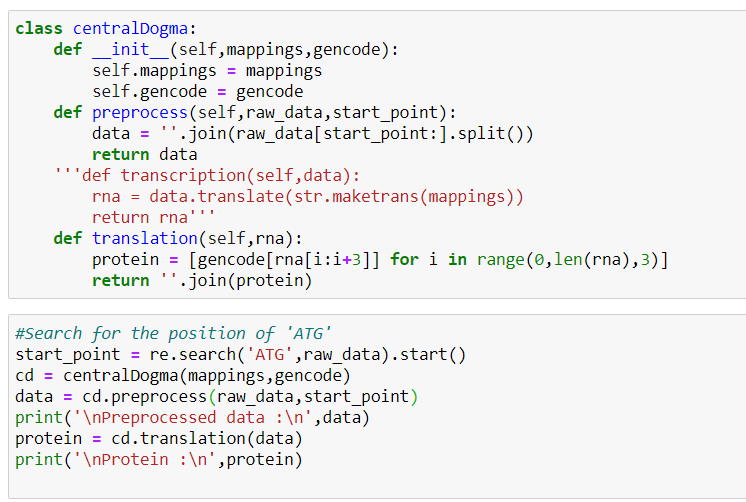 class centralDogma:
    def __init__(self,mappings,gencode):
        self.mappings = mappings
        self.gencode = gencode
    def preprocess(self,raw_data,start_point):
        data = ''.join(raw_data[start_point:].split())
        return data
    '''def transcription(self,data):
        rna = data.translate(str.maketrans(mappings))
        return rna'''
    def translation(self,rna):
        protein = [gencode[rna[i:i+3]] for i in range(0,len(rna),3)]
        return ''.join(protein)
#Search for the position of 'ATG'
start_point = re.search('ATG',raw_data).start()
cd = centralDogma(mappings,gencode)
data = cd.preprocess(raw_data,start_point)
print('\nPreprocessed data :\n',data)
protein = cd.translation(data)
print('\nProtein :\n',protein)